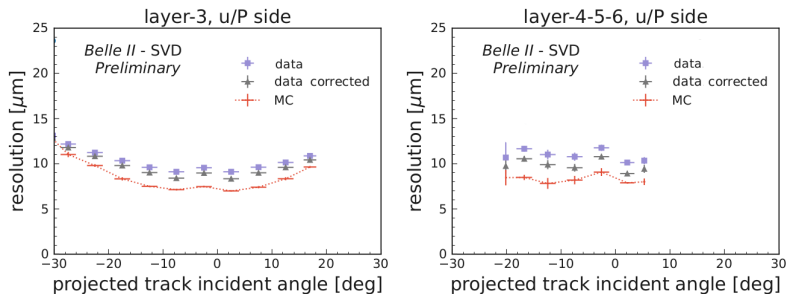 layer-3, u/P side
25
20
15
10
5
0
resolution [μm]
Belle II - SVD
Preliminary
data
data corrected
MC
−30 −20 −10 0 10 20 30
projected track incident angle [deg]
layer-4-5-6, u/P side
25
20
15
10
5
0
resolution [μm]
Belle II - SVD
Preliminary
data
data corrected
MC
−30 −20 −10 0 10 20 30
projected track incident angle [deg]